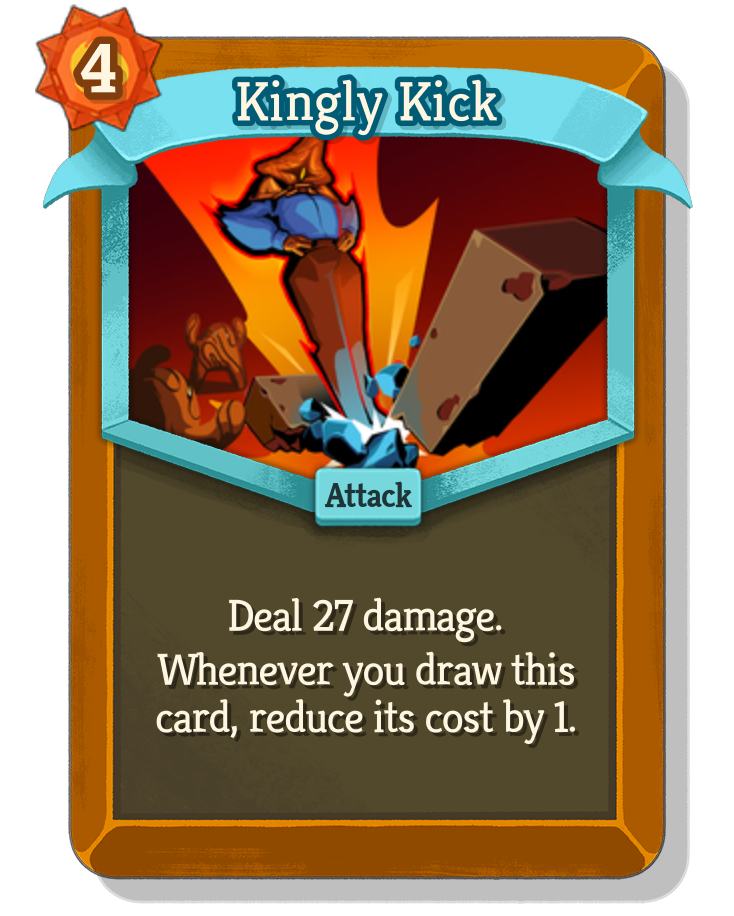 4
Kingly Kick
Attack
Deal 27 damage.
Whenever you draw this
card, reduce its cost by 1.